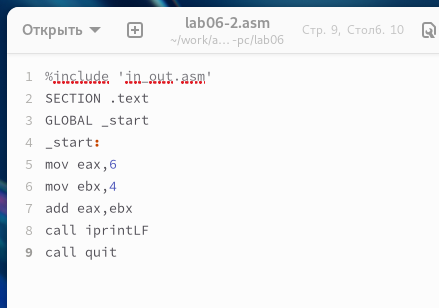 Открыть
lab06-2.asm
~/work/a... -pc/lab06
Стр. 9, Столб. 10
1 %include 'in_out.asm'
2 SECTION .text
3 GLOBAL _start
4 _start:
5 mov eax,6
6 mov ebx,4
7 add eax,ebx
8 call iprintLF
9 call quit